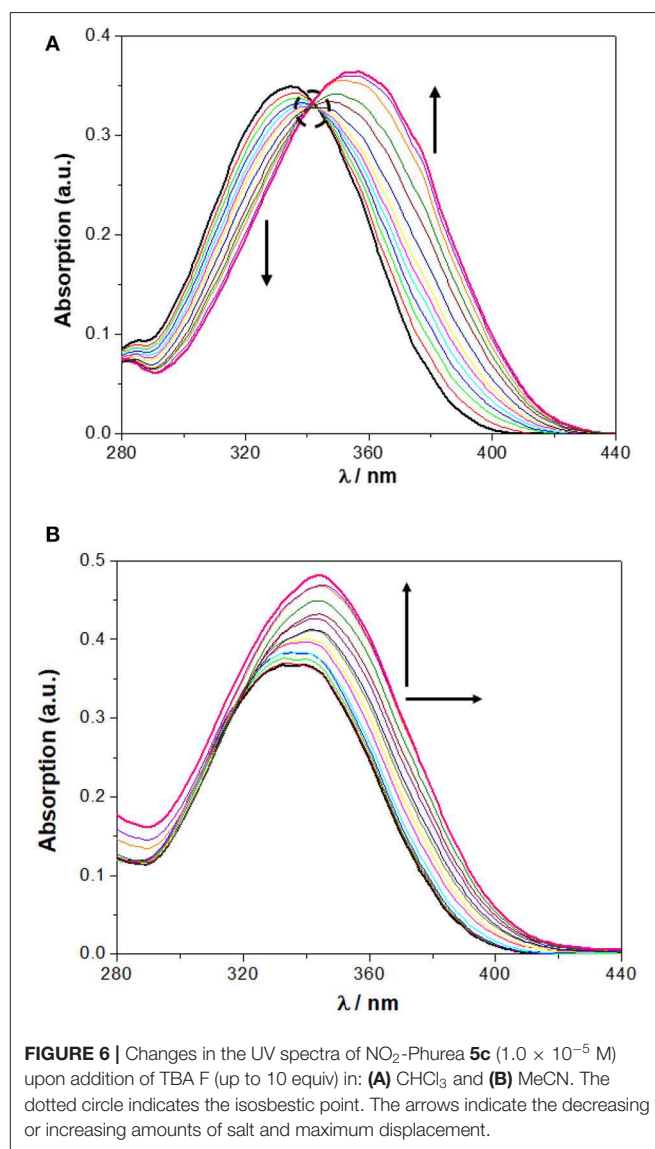 A
0.4
0.3
0.2
0.1
0.0
Absorption (a.u.)
280 320 360 400 440
λ / nm
B
0.5
0.4
0.3
0.2
0.1
0.0
Absorption (a.u.)
280 320 360 400 440
λ / nm
FIGURE 6 | Changes in the UV spectra of NO₂-Phurea 5c (1.0 × 10⁻⁵ M)
upon addition of TBA F (up to 10 equiv) in: (A) CHCl₃ and (B) MeCN. The
dotted circle indicates the isosbestic point. The arrows indicate the decreasing
or increasing amounts of salt and maximum displacement.